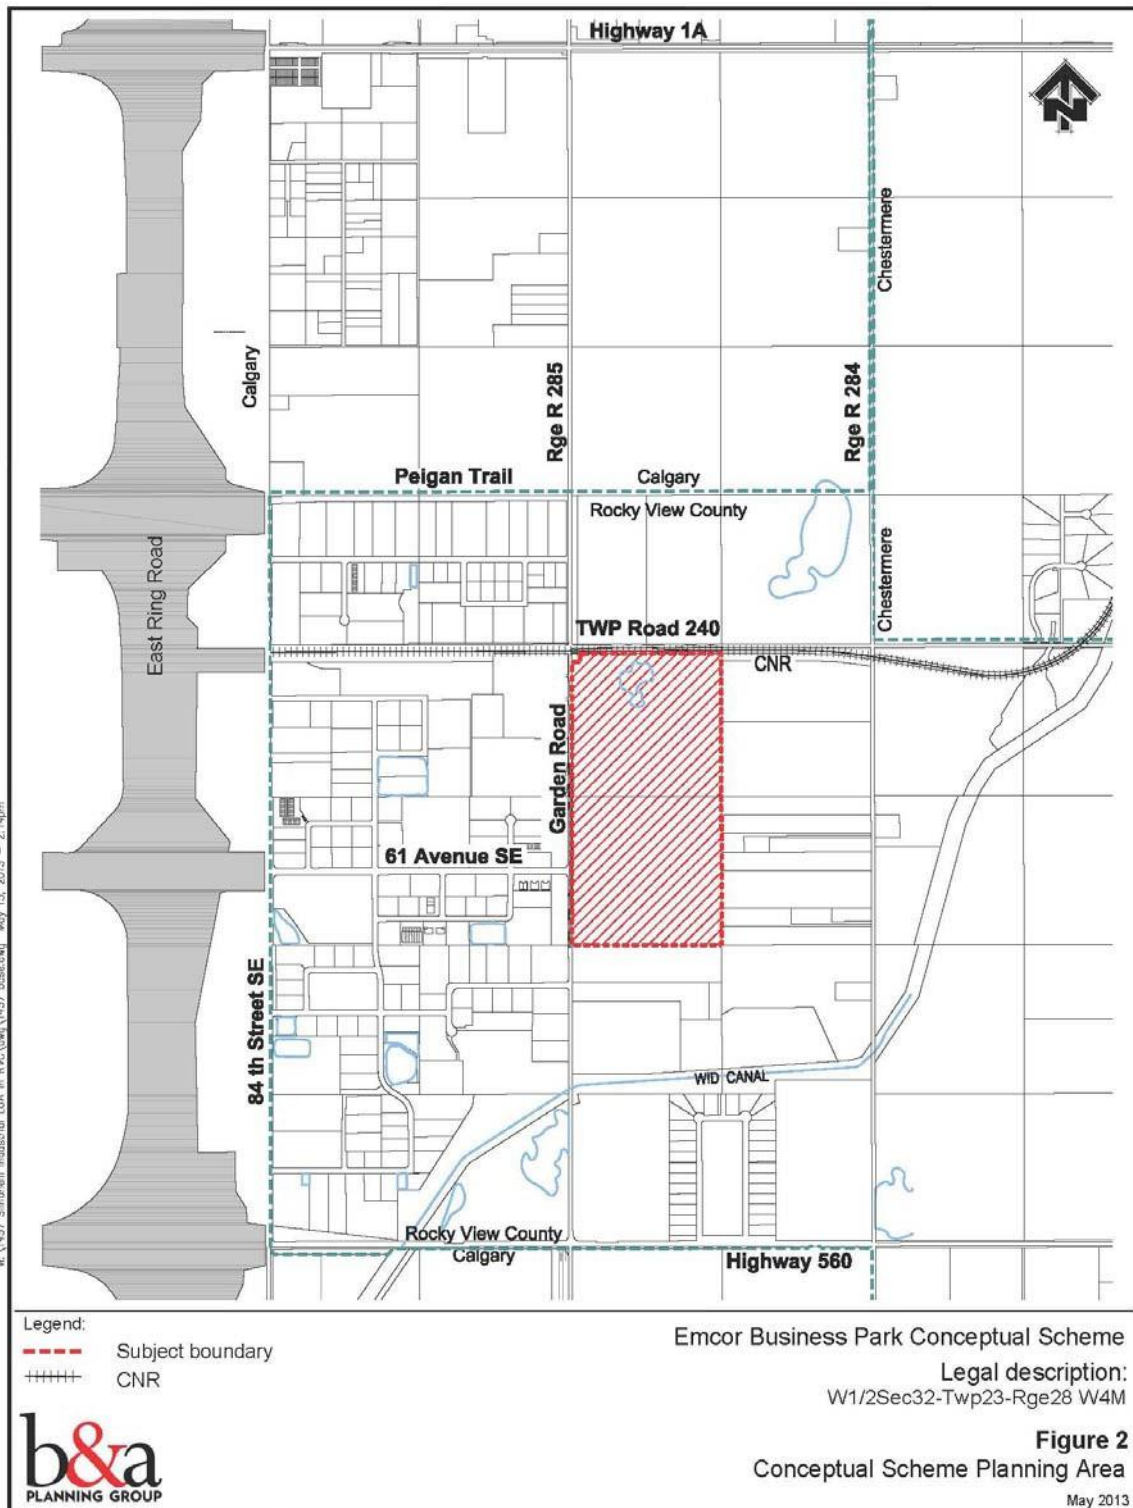 Highway 1A
N
Chestermere
Calgary
Rge R 285
Rge R 284
Peigan Trail
Calgary
Rocky View County
East Ring Road
Chestermere
TWP Road 240
CNR
Garden Road
61 Avenue SE
84 th Street SE
WID CANAL
Rocky View County
Calgary
Highway 560
Legend:
Subject boundary
CNR
Emcor Business Park Conceptual Scheme
Legal description:
W1/2Sec32-Twp23-Rge28 W4M
b&a
PLANNING GROUP
Figure 2
Conceptual Scheme Planning Area
May 2013